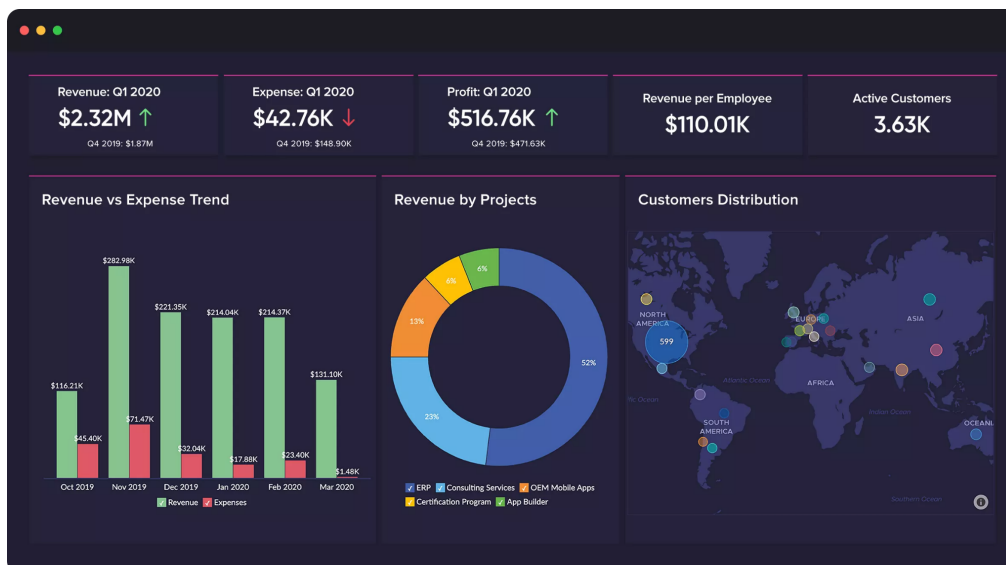 Revenue: Q1 2020
$2.32M ↑
Q4 2019: $1.87M
Expense: Q1 2020
$42.76K ↓
Q4 2019: $148.90K
Profit: Q1 2020
$516.76K ↑
Q4 2019: $471.63K
Revenue per Employee
$110.01K
Active Customers
3.63K
Revenue vs Expense Trend
$282.98K
$221.35K
$214.04K
$214.37K
$116.21K
$131.10K
$71.47K
$45.40K
$32.04K
$17.88K
$23.40K
$1.48K
Oct 2019
Nov 2019
Dec 2019
Jan 2020
Feb 2020
Mar 2020
Revenue
Expenses
Revenue by Projects
6%
6%
13%
52%
23%
ERP
Consulting Services
OEM Mobile Apps
Certification Program
App Builder
Customers Distribution
NORTH
AMERICA
599
EUROPE
ASIA
Atlantic Ocean
AFRICA
Ocean
Indian Ocean
SOUTH
AMERICA
OCEANI
Southern Ocean